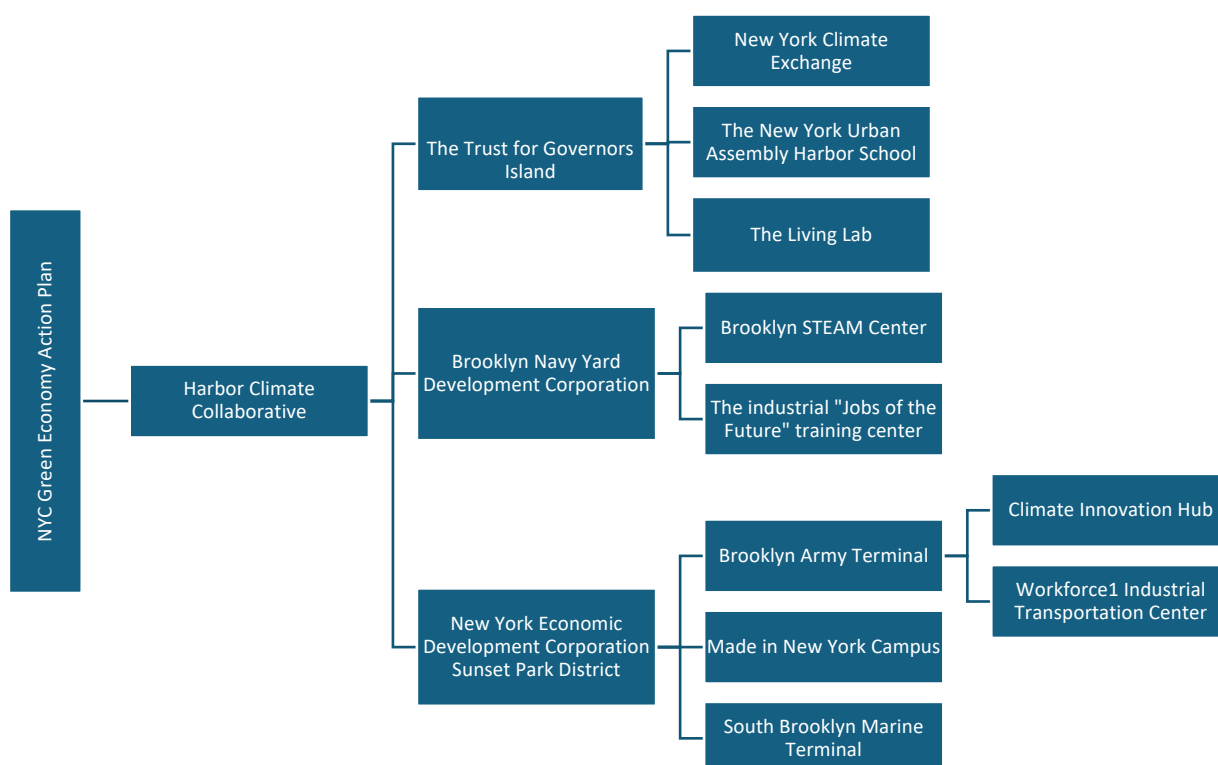 NYC Green Economy Action Plan
Harbor Climate
Collaborative
The Trust for Governors
Island
New York Climate
Exchange
The New York Urban
Assembly Harbor School
The Living Lab
Brooklyn Navy Yard
Development Corporation
Brooklyn STEAM Center
The industrial "Jobs of the
Future" training center
New York Economic
Development Corporation
Sunset Park District
Brooklyn Army Terminal
Climate Innovation Hub
Workforce1 Industrial
Transportation Center
Made in New York Campus
South Brooklyn Marine
Terminal